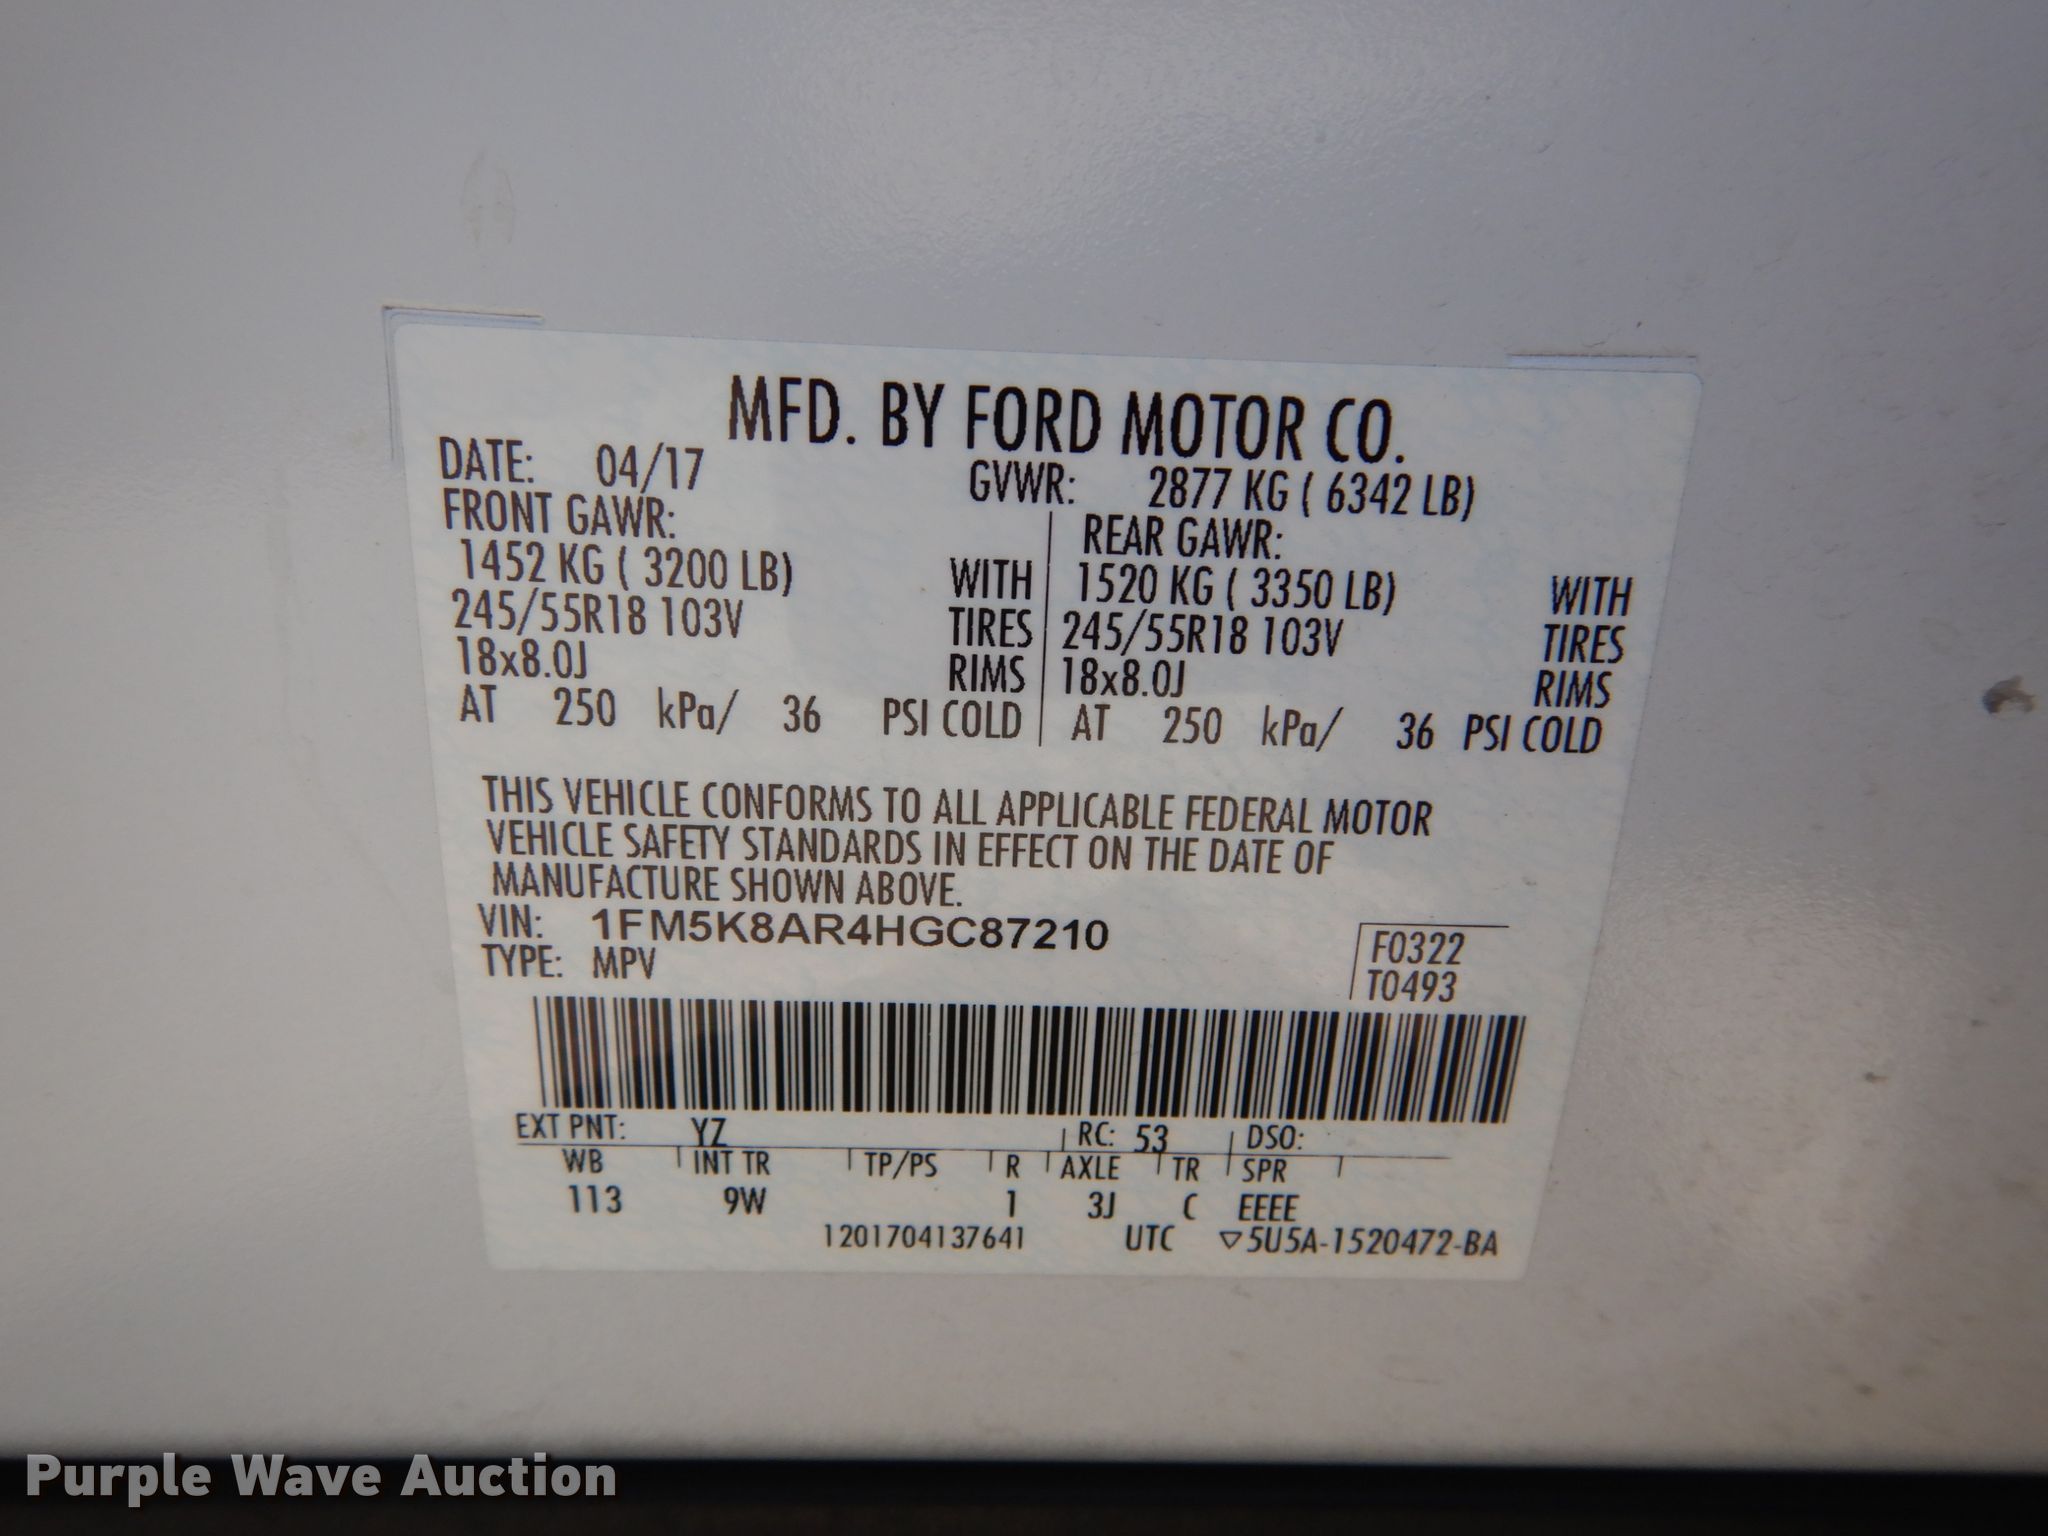 MFD. BY FORD MOTOR CO.
DATE: 04/17 GVWR: 2877 KG ( 6342 LB)
FRONT GAWR: REAR GAWR:
1452 KG ( 3200 LB) WITH 1520 KG ( 3350 LB) WITH
245/55R18 103V TIRES 245/55R18 103V TIRES
18x8.0J RIMS 18x8.0J RIMS
AT 250 kPa/ 36 PSI COLD AT 250 kPa/ 36 PSI COLD
THIS VEHICLE CONFORMS TO ALL APPLICABLE FEDERAL MOTOR
VEHICLE SAFETY STANDARDS IN EFFECT ON THE DATE OF
MANUFACTURE SHOWN ABOVE.
VIN: 1FM5K8AR4HGC87210
TYPE: MPV
F0322
T0493
EXT PNT: YZ RC: 53 DSO:
WB INT TR TP/PS R AXLE TR SPR
113 9W 1 3J C EEEE
1201704137641 UTC ▽5U5A-1520472-BA
Purple Wave Auction